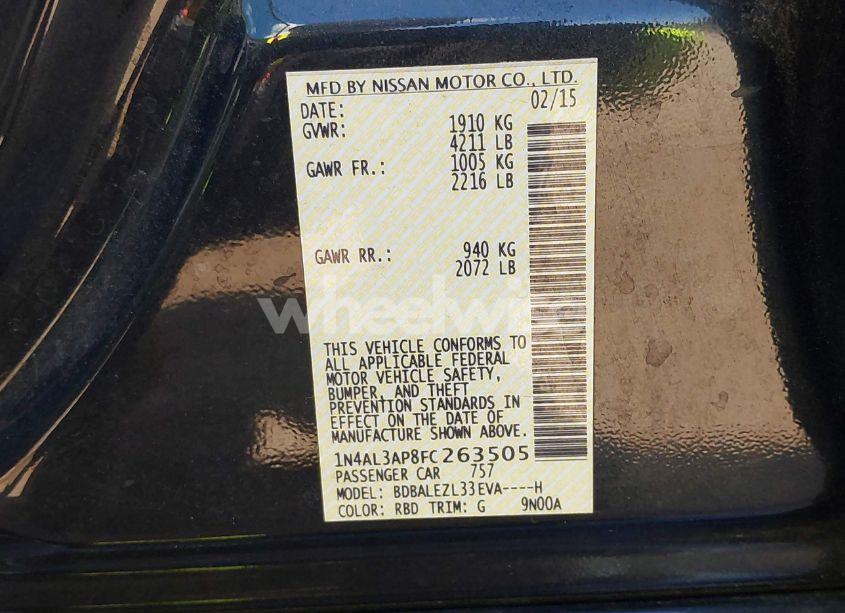 MFD BY NISSAN MOTOR CO., LTD.
DATE: 02/15
GVWR: 1910 KG
4211 LB
GAWR FR.: 1005 KG
2216 LB
GAWR RR.: 940 KG
2072 LB
wheelwise
THIS VEHICLE CONFORMS TO
ALL APPLICABLE FEDERAL
MOTOR VEHICLE SAFETY,
BUMPER, AND THEFT
PREVENTION STANDARDS IN
EFFECT ON THE DATE OF
MANUFACTURE SHOWN ABOVE.
1N4AL3AP8FC263505
PASSENGER CAR 757
MODEL: BDBALEZL33EVA----H
COLOR: RBD TRIM: G 9N00A